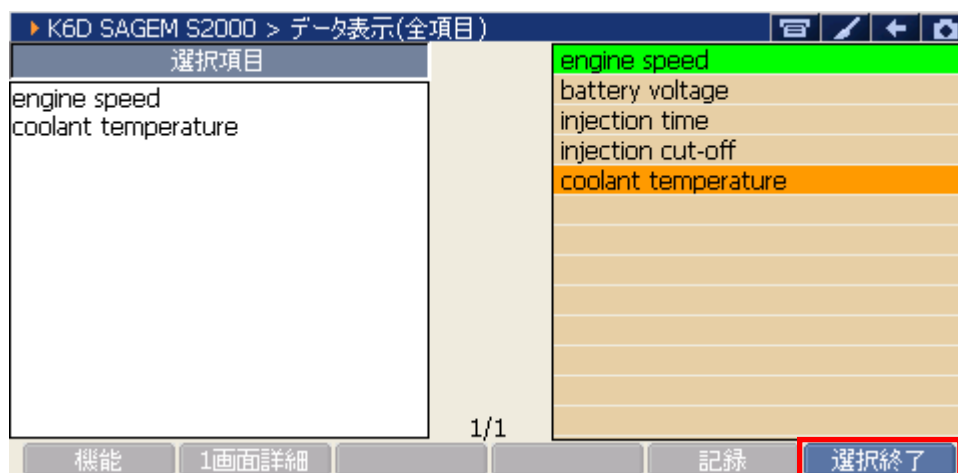 K6D SAGEM S2000 > データ表示(全項目)
選択項目
engine speed
coolant temperature
engine speed
battery voltage
injection time
injection cut-off
coolant temperature
1/1
機能
1画面詳細
記録
選択終了